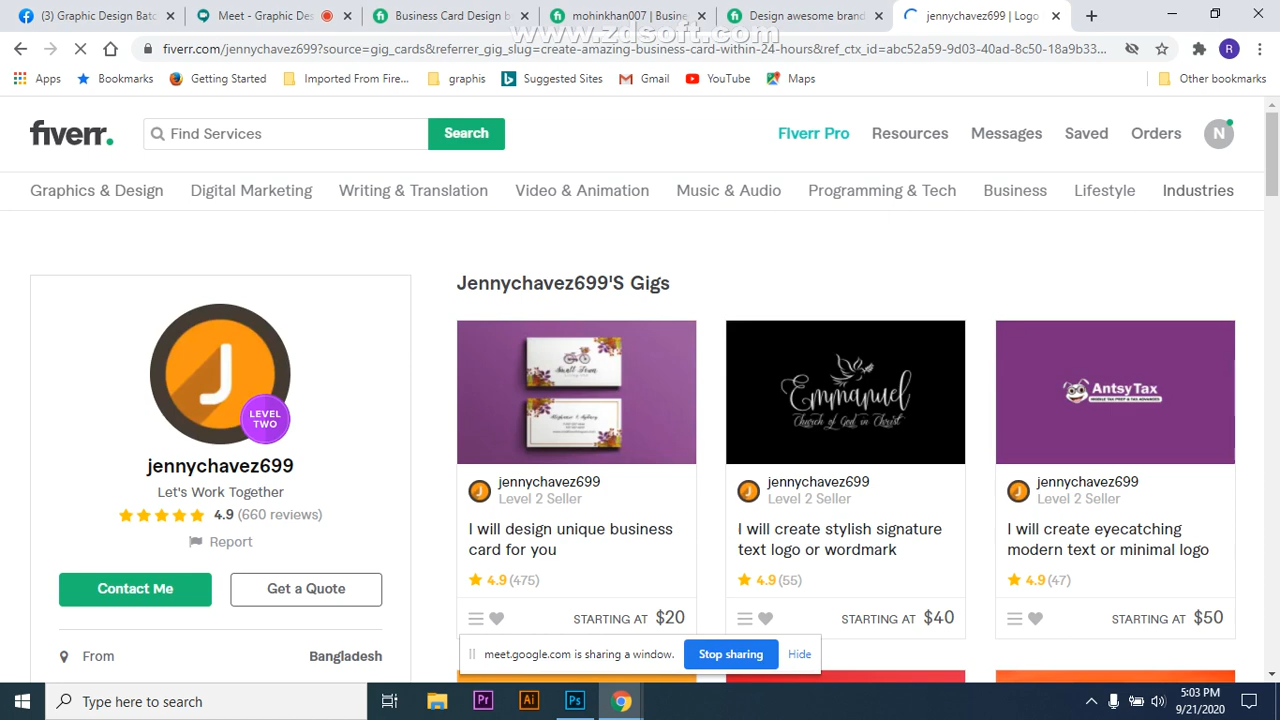 (3) Graphic Design Batc
Meet - Graphic Des
Business Card Design by
mohinkhan007 | Busine
Design awesome brand
jennychavez699 | Logo
www.zdsoft.com
fiverr.com/jennychavez699?source=gig_cards&referrer_gig_slug=create-amazing-business-card-within-24-hours&ref_ctx_id=abc52a59-9d03-40ad-8c50-18a9b33...
R
Apps
Bookmarks
Getting Started
Imported From Fire...
graphis
Suggested Sites
Gmail
YouTube
Maps
Other bookmarks
fiverr.
Find Services
Search
Fiverr Pro
Resources
Messages
Saved
Orders
N
Graphics & Design
Digital Marketing
Writing & Translation
Video & Animation
Music & Audio
Programming & Tech
Business
Lifestyle
Industries
J
LEVEL
TWO
jennychavez699
Let's Work Together
4.9 (660 reviews)
Report
Contact Me
Get a Quote
From
Bangladesh
Jennychavez699'S Gigs
jennychavez699
Level 2 Seller
I will design unique business
card for you
4.9 (475)
STARTING AT $20
Emmanuel
Church of God in Christ
jennychavez699
Level 2 Seller
I will create stylish signature
text logo or wordmark
4.9 (55)
STARTING AT $40
AntsyTax
jennychavez699
Level 2 Seller
I will create eyecatching
modern text or minimal logo
4.9 (47)
STARTING AT $50
meet.google.com is sharing a window.
Stop sharing
Hide
Type here to search
Pr
Ai
Ps
5:03 PM
9/21/2020